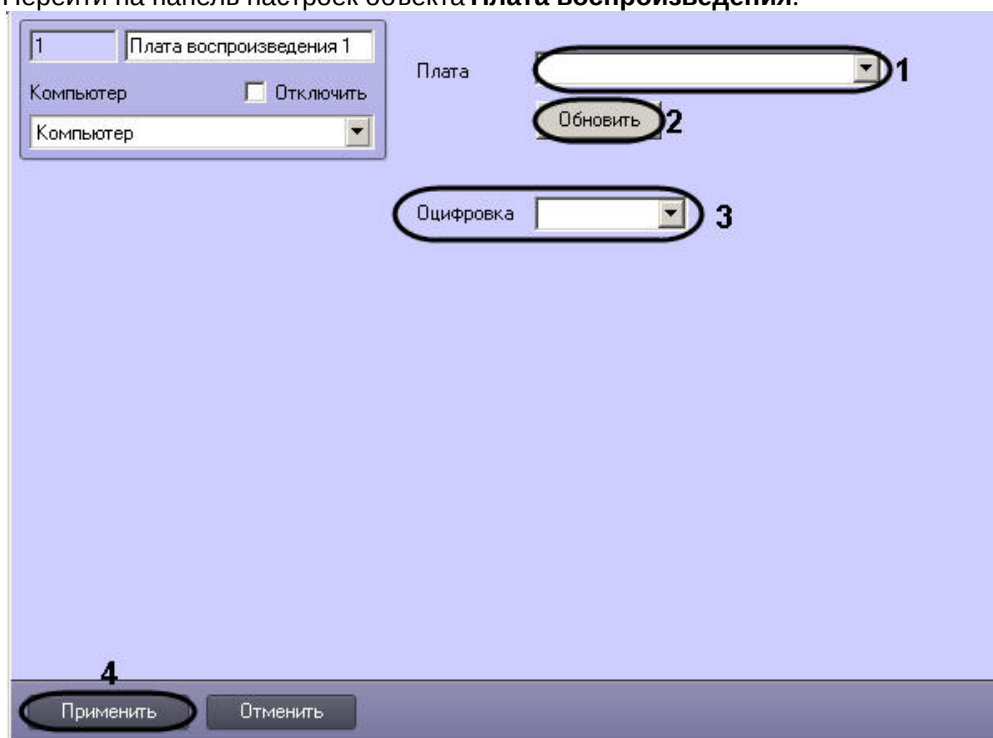 Перейти на панель настроек объекта Плата воспроизведения.
1 Плата воспроизведения 1
Компьютер Отключить
Компьютер
Плата 1
Обновить 2
Оцифровка 3
4
Применить Отменить